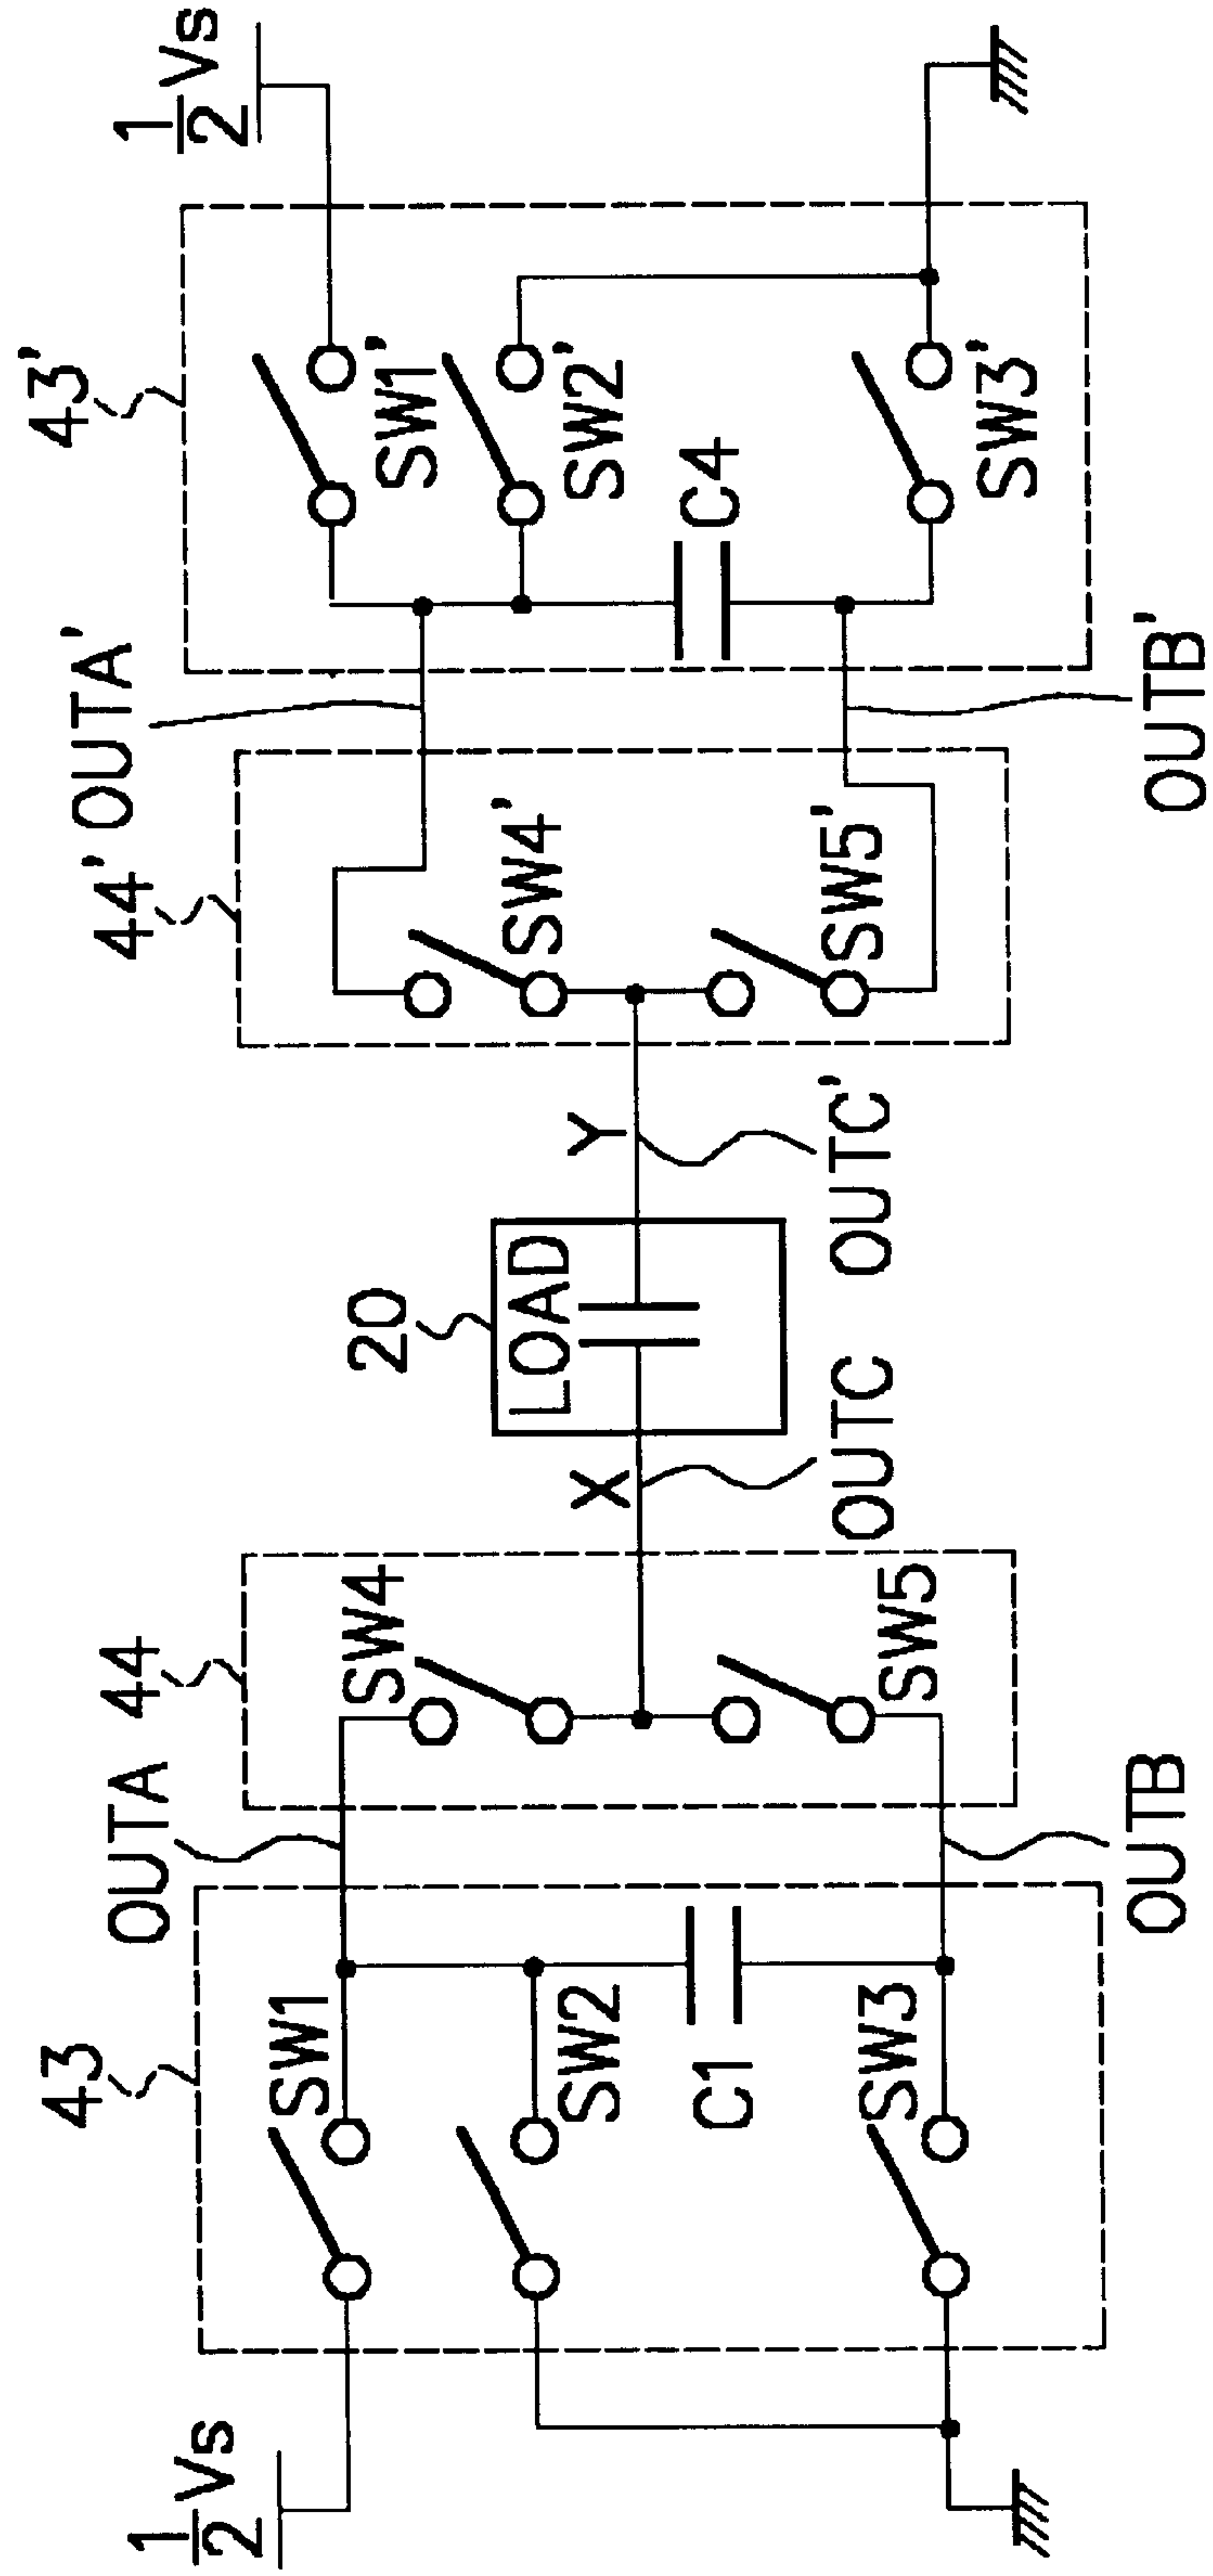 1/2 Vs
43
SW1
SW2
C1
SW3
OUTA
OUTB
44
SW4
SW5
X
OUTC
20
LOAD
Y
OUTC'
44'
SW4'
SW5'
OUTA'
OUTB'
43'
SW1'
SW2'
C4
SW3'
1/2 Vs